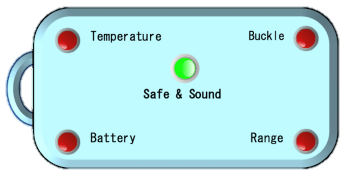 Temperature
Buckle
Safe & Sound
Battery
Range